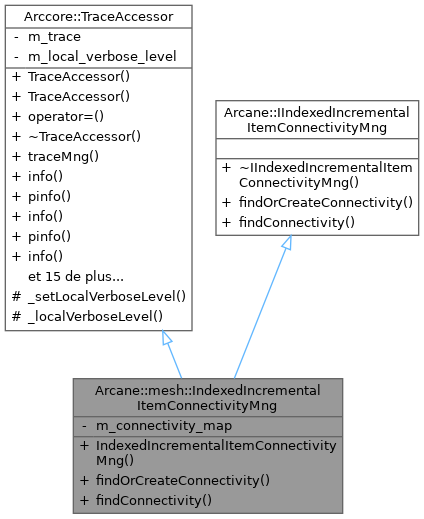 Arccore::TraceAccessor
- m_trace
- m_local_verbose_level
+ TraceAccessor()
+ TraceAccessor()
+ operator=()
+ ~TraceAccessor()
+ traceMng()
+ info()
+ pinfo()
+ info()
+ pinfo()
+ info()
et 15 de plus...
# _setLocalVerboseLevel()
# _localVerboseLevel()
Arcane::IIndexedIncremental
ItemConnectivityMng
+ ~IIndexedIncrementalItem
ConnectivityMng()
+ findOrCreateConnectivity()
+ findConnectivity()
Arcane::mesh::IndexedIncremental
ItemConnectivityMng
- m_connectivity_map
+ IndexedIncrementalItemConnectivity
Mng()
+ findOrCreateConnectivity()
+ findConnectivity()